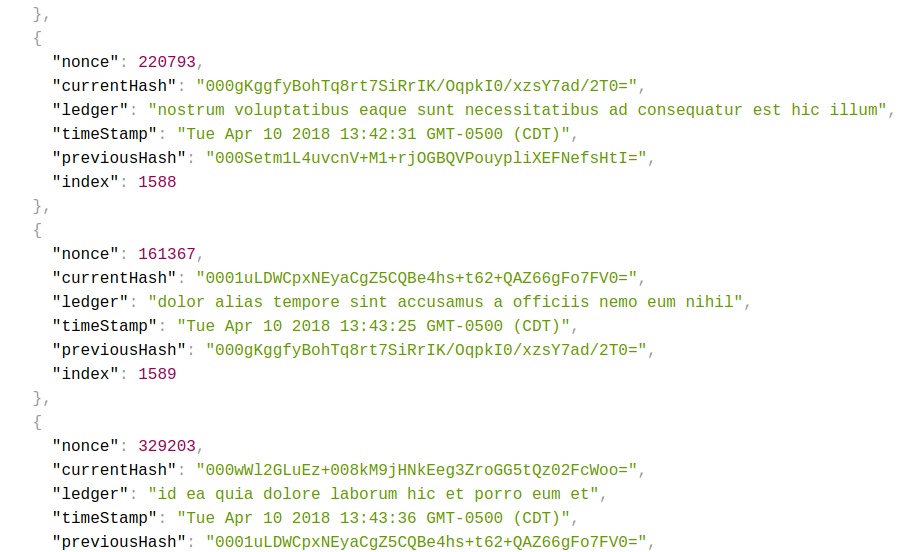 },
{
"nonce": 220793,
"currentHash": "000gKggfyBohTq8rt7SiRrIK/OqpkI0/xzsY7ad/2T0=",
"ledger": "nostrum voluptatibus eaque sunt necessitatibus ad consequatur est hic illum",
"timeStamp": "Tue Apr 10 2018 13:42:31 GMT-0500 (CDT)",
"previousHash": "000Setm1L4uvcnV+M1+rjOGBQVPouypliXEFNefsHtI=",
"index": 1588
},
{
"nonce": 161367,
"currentHash": "0001uLDWCpxNEyaCgZ5CQBe4hs+t62+QAZ66gFo7FV0=",
"ledger": "dolor alias tempore sint accusamus a officiis nemo eum nihil",
"timeStamp": "Tue Apr 10 2018 13:43:25 GMT-0500 (CDT)",
"previousHash": "000gKggfyBohTq8rt7SiRrIK/OqpkI0/xzsY7ad/2T0=",
"index": 1589
},
{
"nonce": 329203,
"currentHash": "000wWl2GLuEz+008kM9jHNkEeg3ZroGG5tQz02FcWoo=",
"ledger": "id ea quia dolore laborum hic et porro eum et",
"timeStamp": "Tue Apr 10 2018 13:43:36 GMT-0500 (CDT)",
"previousHash": "0001uLDWCpxNEyaCgZ5CQBe4hs+t62+QAZ66gFo7FV0=",